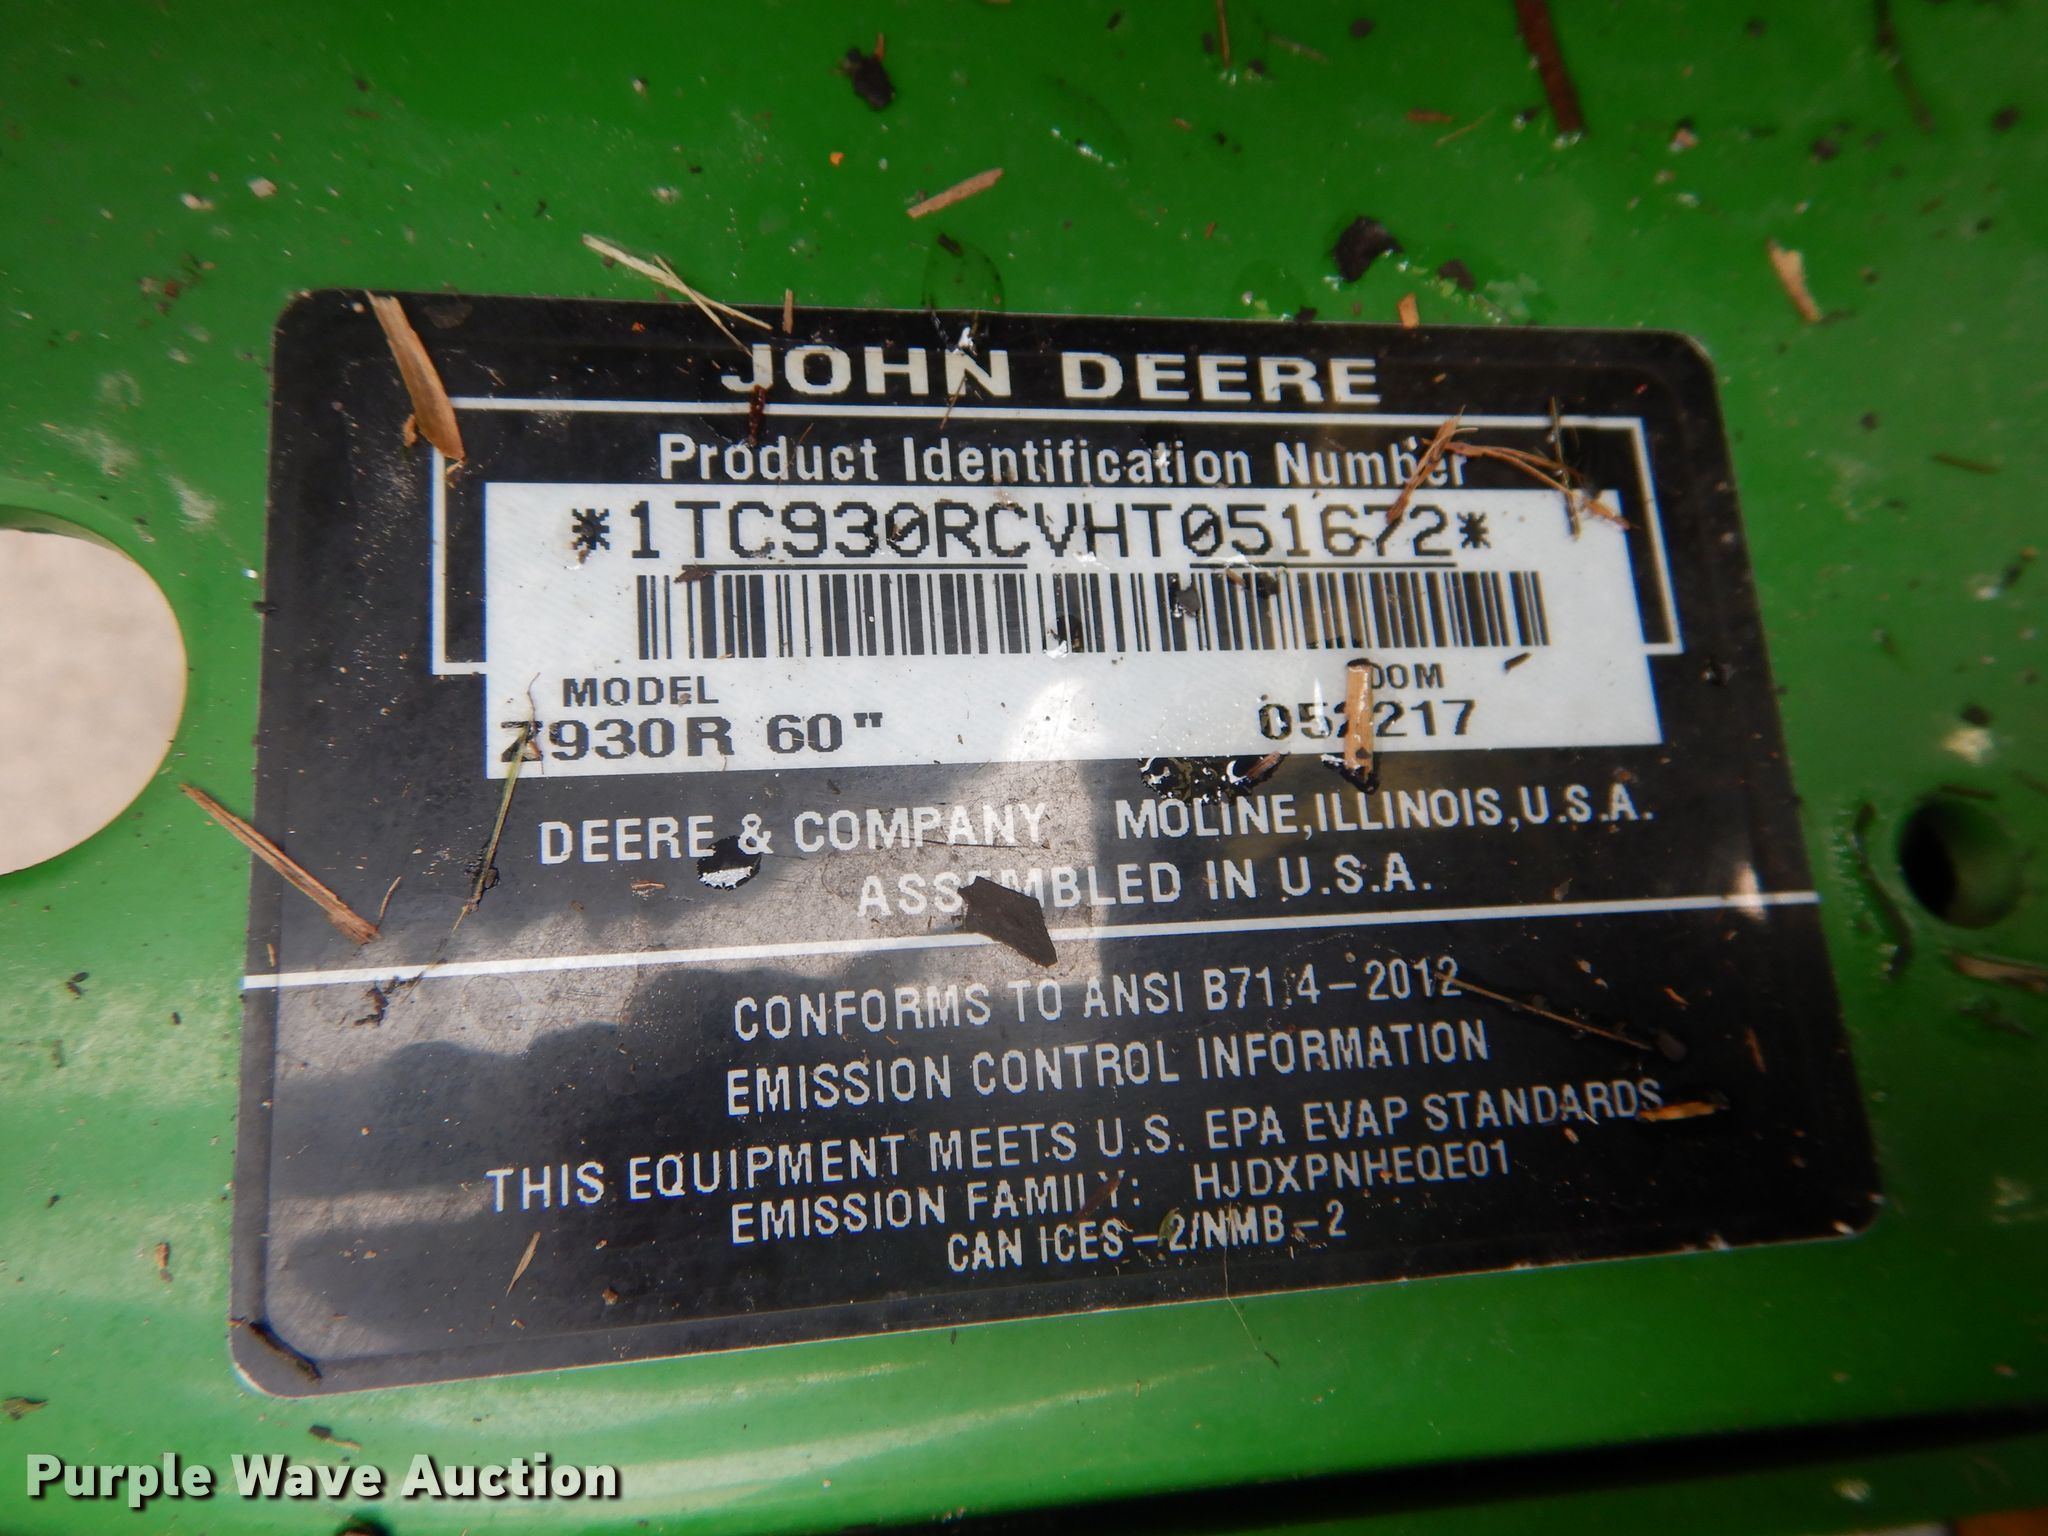 JOHN DEERE
Product Identification Number
*1TC930RCVHT051672*
MODEL
DOM
Z930R 60"
052217
DEERE & COMPANY MOLINE, ILLINOIS, U.S.A.
ASSEMBLED IN U.S.A.
CONFORMS TO ANSI B71.4-2012
EMISSION CONTROL INFORMATION
THIS EQUIPMENT MEETS U.S. EPA EVAP STANDARDS
EMISSION FAMILY: HJDXPNHEQE01
CAN ICES-2/NMB-2
Purple Wave Auction